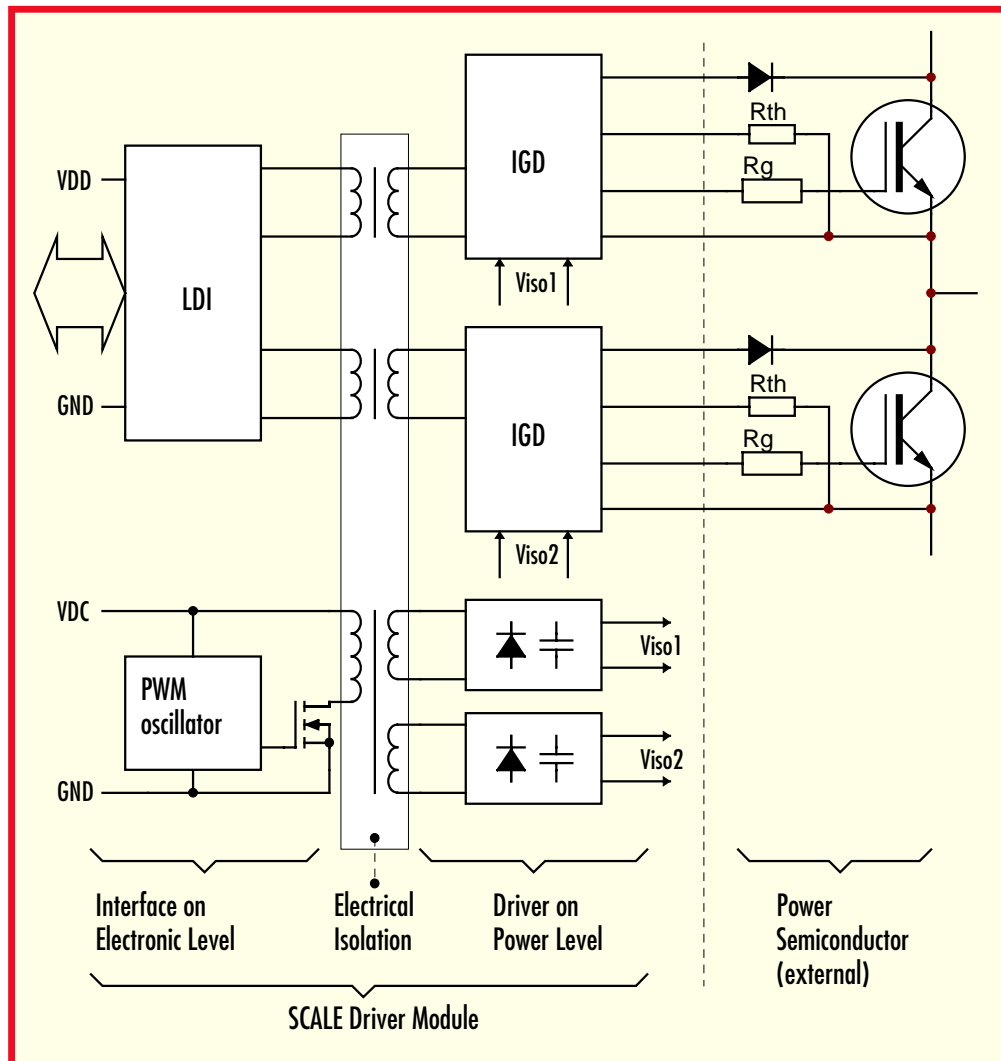 Rth
VDD
IGD
Rg
LDI
Viso1
GND
Rth
IGD
Rg
Viso2
VDC
Viso1
PWM
oscillator
Viso2
GND
Interface on
Electronic Level
Electrical
Isolation
Driver on
Power Level
Power
Semiconductor
(external)
SCALE Driver Module